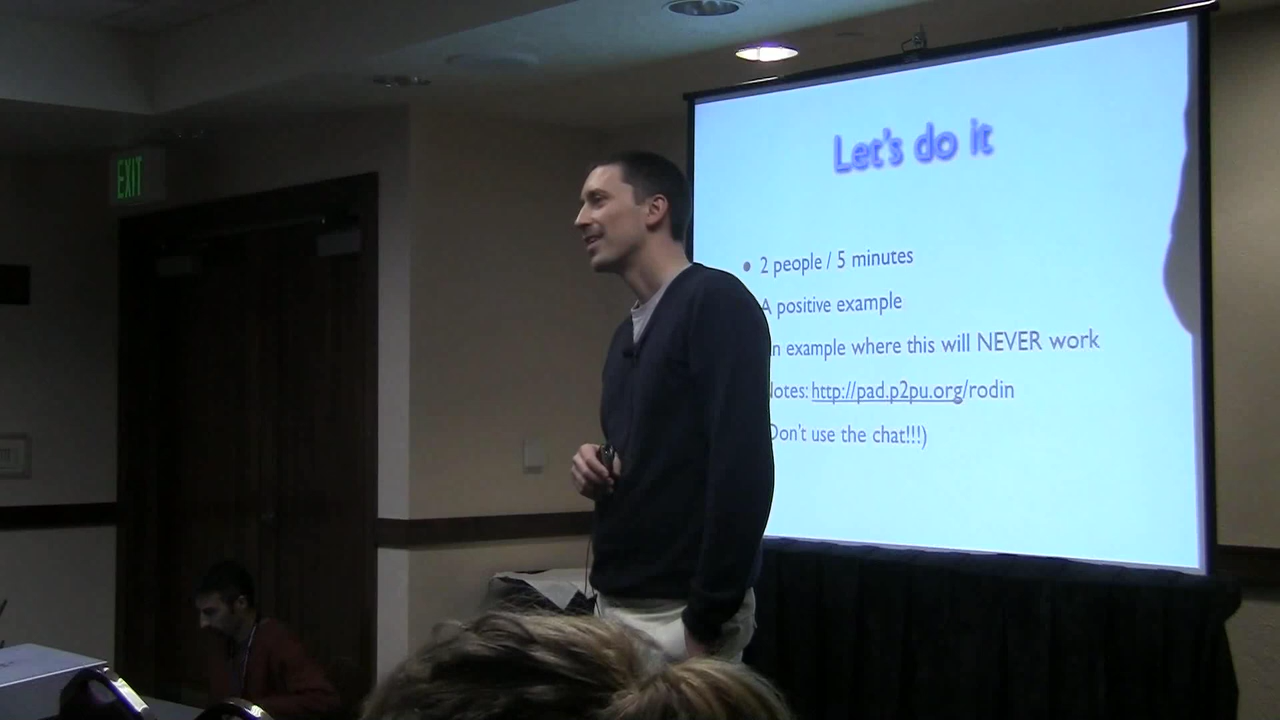 EXIT
Let's do it
• 2 people / 5 minutes
A positive example
example where this will NEVER work
http://pad.p2pu.org/rodin
Don't use the chat!!!)